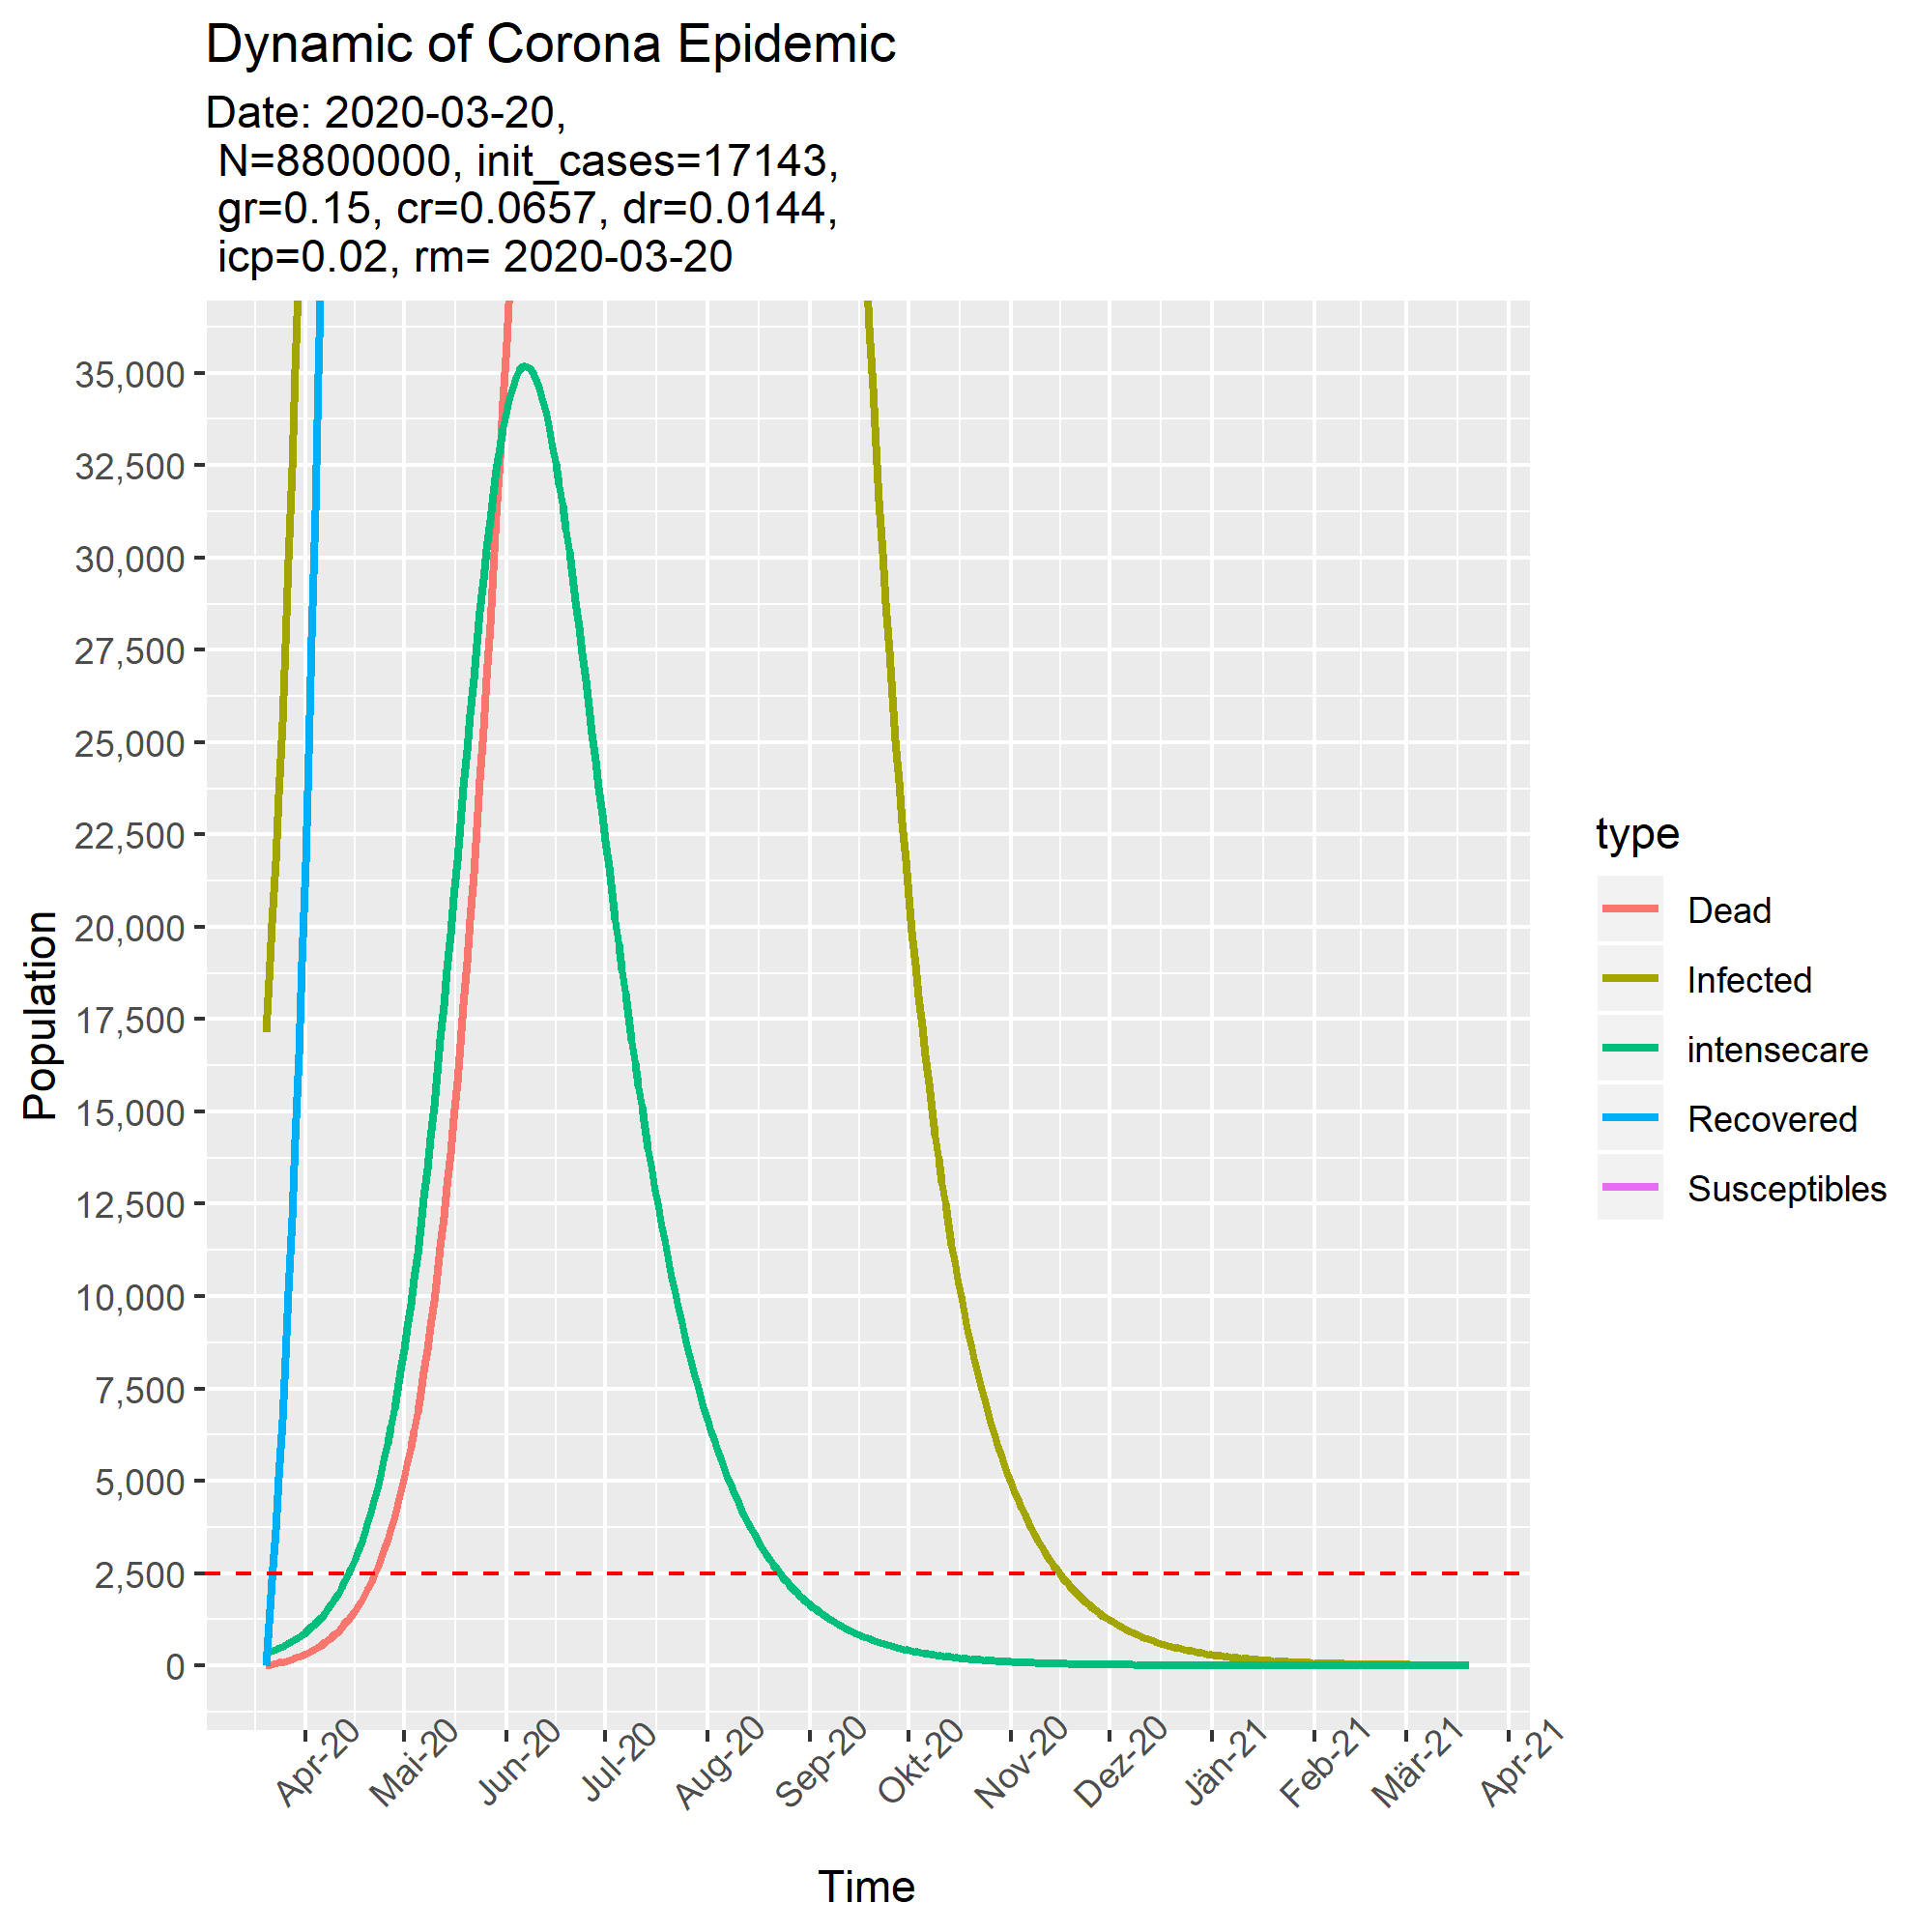 Dynamic of Corona Epidemic
Date: 2020-03-20,
N=8800000, init_cases=17143,
gr=0.15, cr=0.0657, dr=0.0144,
icp=0.02, rm= 2020-03-20
35,000
32,500
30,000
27,500
25,000
22,500
20,000
17,500
15,000
12,500
10,000
7,500
5,000
2,500
0
Population
Apr-20
Mai-20
Jun-20
Jul-20
Aug-20
Sep-20
Okt-20
Nov-20
Dez-20
Jän-21
Feb-21
Mär-21
Apr-21
Time
type
Dead
Infected
intensecare
Recovered
Susceptibles